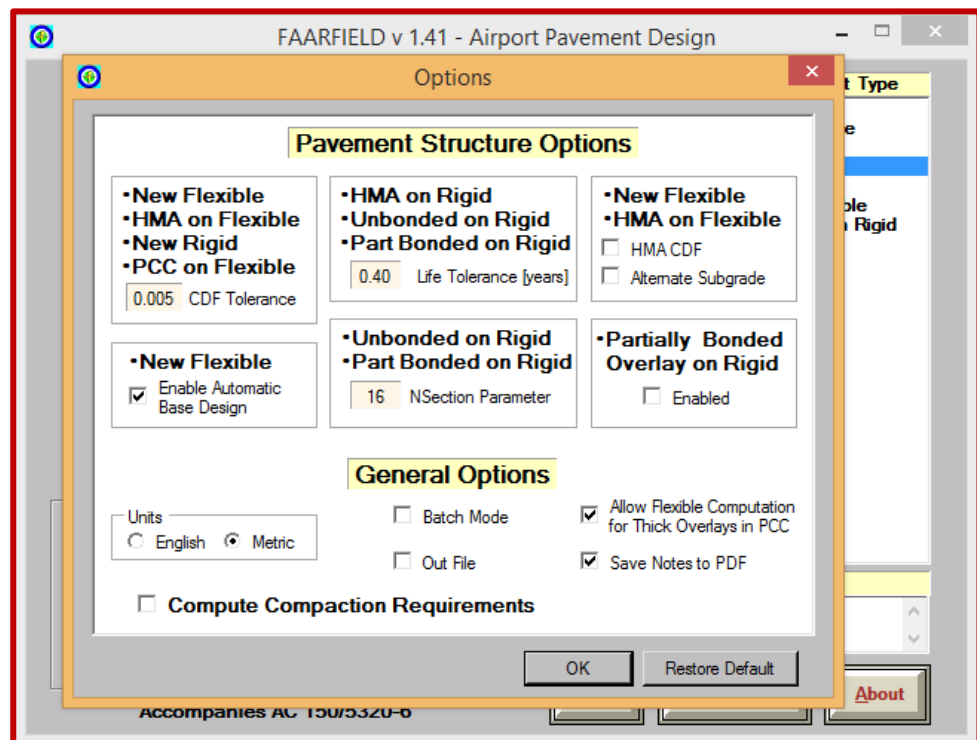 FAARFIELD v 1.41 - Airport Pavement Design
Options
t Type
e
ble
n Rigid
Pavement Structure Options
•New Flexible
•HMA on Flexible
•New Rigid
•PCC on Flexible
0.005 CDF Tolerance
•HMA on Rigid
•Unbonded on Rigid
•Part Bonded on Rigid
0.40 Life Tolerance [years]
•New Flexible
•HMA on Flexible
HMA CDF
Alternate Subgrade
•New Flexible
Enable Automatic
Base Design
•Unbonded on Rigid
•Part Bonded on Rigid
16 NSection Parameter
•Partially Bonded
Overlay on Rigid
Enabled
General Options
Units
English Metric
Batch Mode
Out File
Allow Flexible Computation
for Thick Overlays in PCC
Save Notes to PDF
Compute Compaction Requirements
OK Restore Default
Accompanies AC 150/5320-6
About